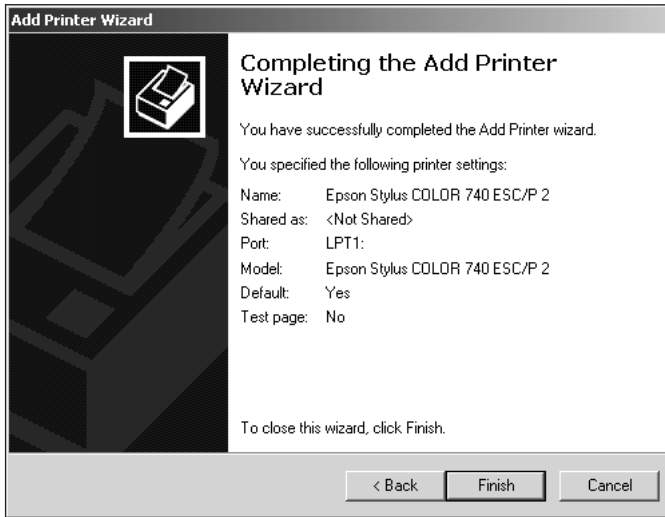 Add Printer Wizard
Completing the Add Printer
Wizard
You have successfully completed the Add Printer wizard.
You specified the following printer settings:
Name: Epson Stylus COLOR 740 ESC/P 2
Shared as: <Not Shared>
Port: LPT1:
Model: Epson Stylus COLOR 740 ESC/P 2
Default: Yes
Test page: No
To close this wizard, click Finish.
< Back Finish Cancel